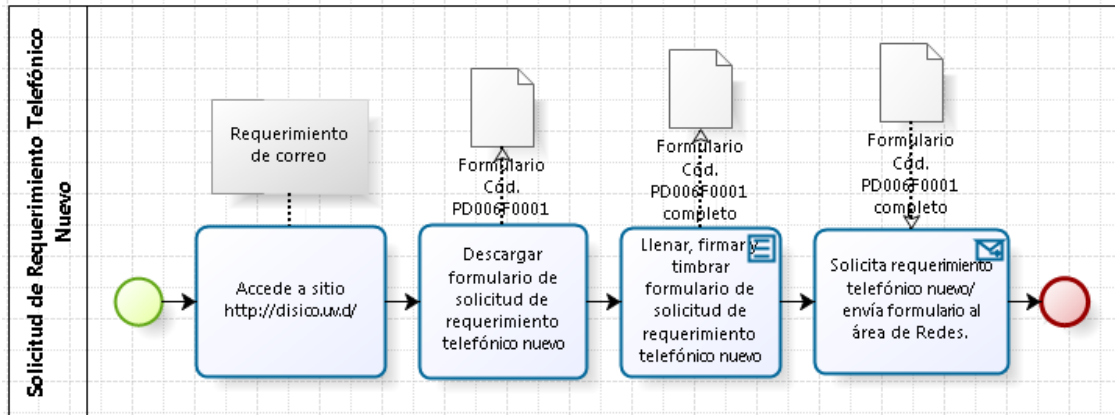 Solicitud de Requerimiento Telefónico
Nuevo
Requerimiento
de correo
Accede a sitio
http://disico.uv.cl/
Formulario
Cód.
PD006F0001
Descargar
formulario de
solicitud de
requerimiento
telefónico nuevo
Formulario
Cód.
PD006F0001
completo
Llenar, firmar y
timbrar
formulario de
solicitud de
requerimiento
telefónico nuevo
Formulario
Cód.
PD006F0001
completo
Solicita requerimiento
telefónico nuevo/
envía formulario al
área de Redes.